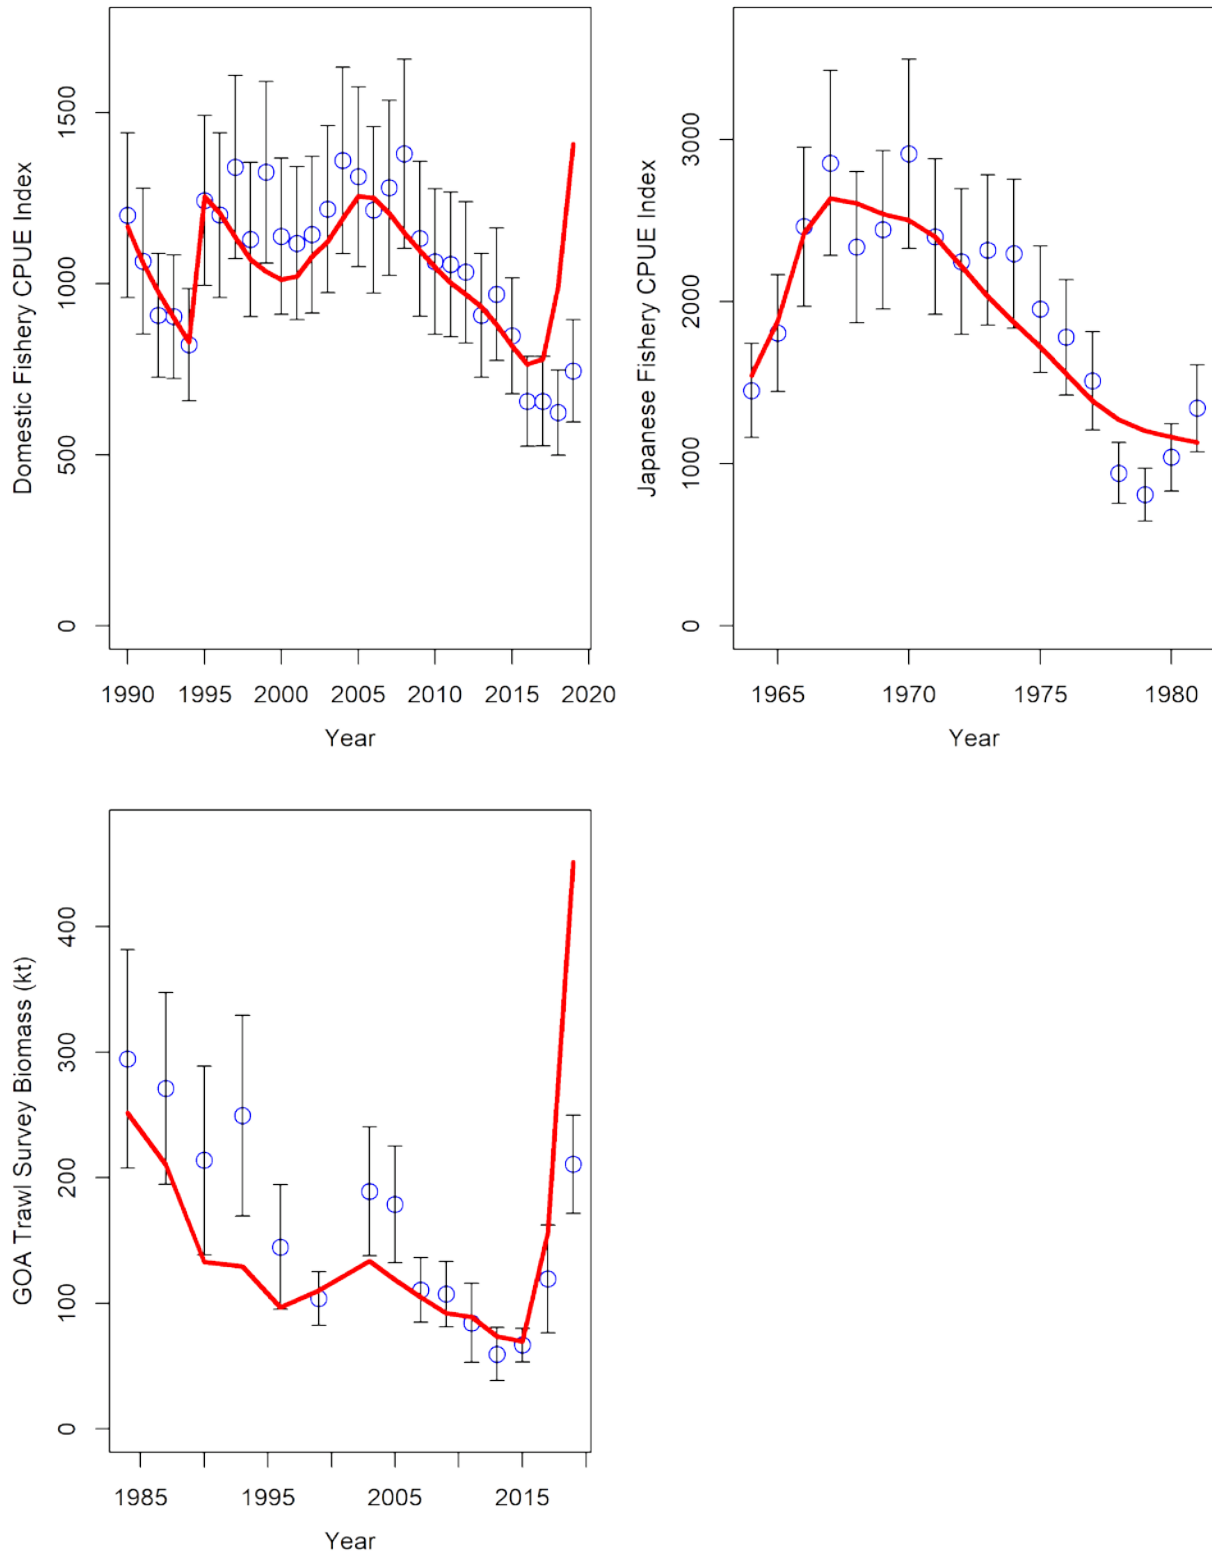 Domestic Fishery CPUE Index
1500
1000
500
0
1990 1995 2000 2005 2010 2015 2020
Year
Japanese Fishery CPUE Index
3000
2000
1000
0
1965 1970 1975 1980
Year
GOA Trawl Survey Biomass (kt)
400
300
200
100
0
1985 1995 2005 2015
Year